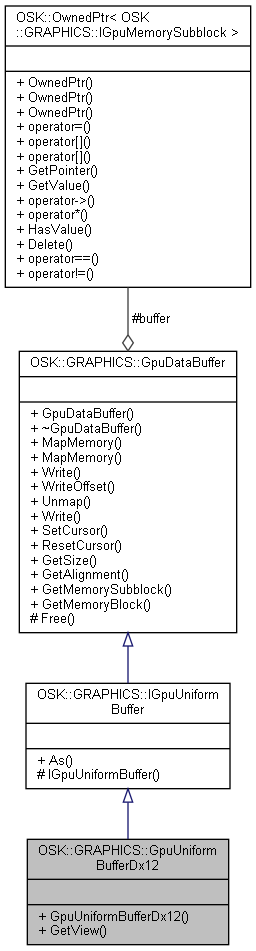 OSK::OwnedPtr< OSK
::GRAPHICS::IGpuMemorySubblock >
+ OwnedPtr()
+ OwnedPtr()
+ OwnedPtr()
+ operator=()
+ operator[]()
+ operator[]()
+ GetPointer()
+ GetValue()
+ operator->()
+ operator*()
+ HasValue()
+ Delete()
+ operator==()
+ operator!=()
#buffer
OSK::GRAPHICS::GpuDataBuffer
+ GpuDataBuffer()
+ ~GpuDataBuffer()
+ MapMemory()
+ MapMemory()
+ Write()
+ WriteOffset()
+ Unmap()
+ Write()
+ SetCursor()
+ ResetCursor()
+ GetSize()
+ GetAlignment()
+ GetMemorySubblock()
+ GetMemoryBlock()
# Free()
OSK::GRAPHICS::IGpuUniform
Buffer
+ As()
# IGpuUniformBuffer()
OSK::GRAPHICS::GpuUniform
BufferDx12
+ GpuUniformBufferDx12()
+ GetView()